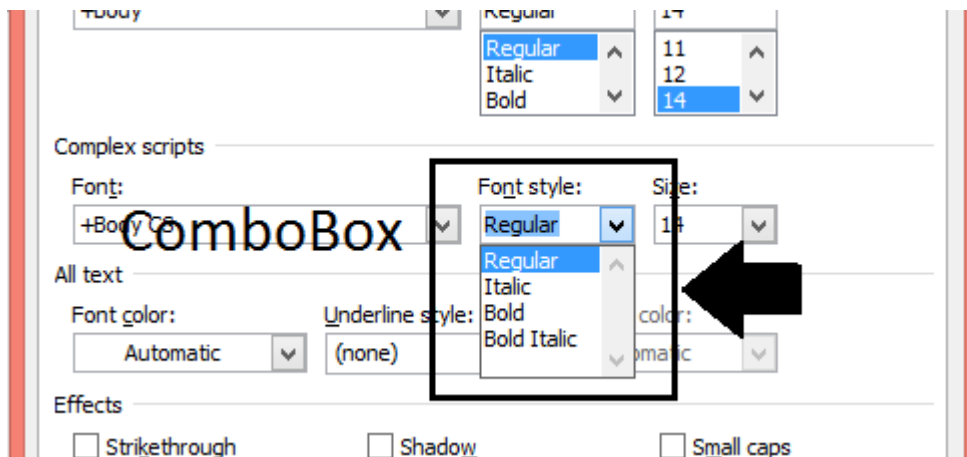 +Body Regular 14
Regular 11
Italic 12
Bold 14
Complex scripts
Font: Font style: Size:
+Body CS Regular 14
ComboBox
Regular
All text
Italic
Font color: Underline style: Bold color:
Bold Italic
Automatic (none) omatic
Effects
Strikethrough Shadow Small caps